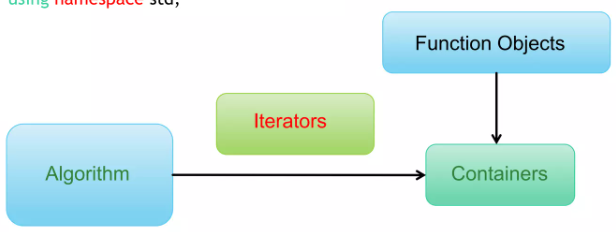 using namespace std;
Function Objects
Iterators
Algorithm
Containers